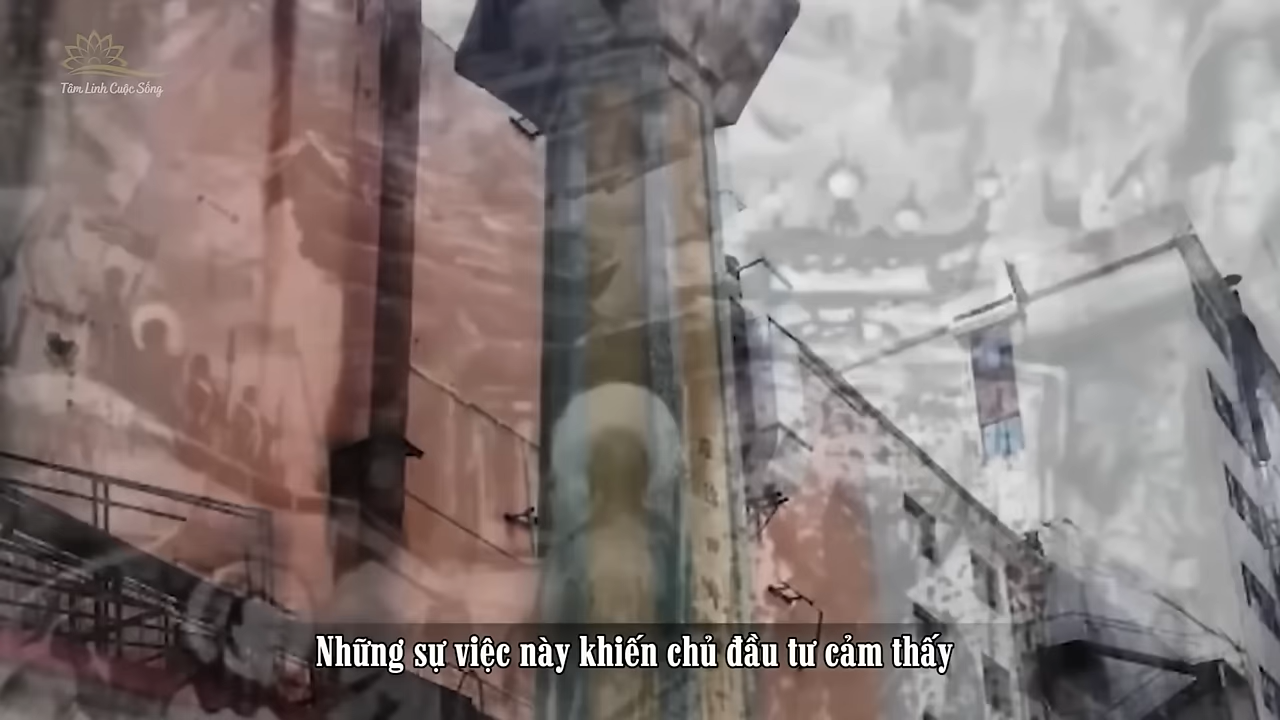 Tâm Linh Cuộc Sống
Những sự việc này khiến chủ đầu tư cảm thấy